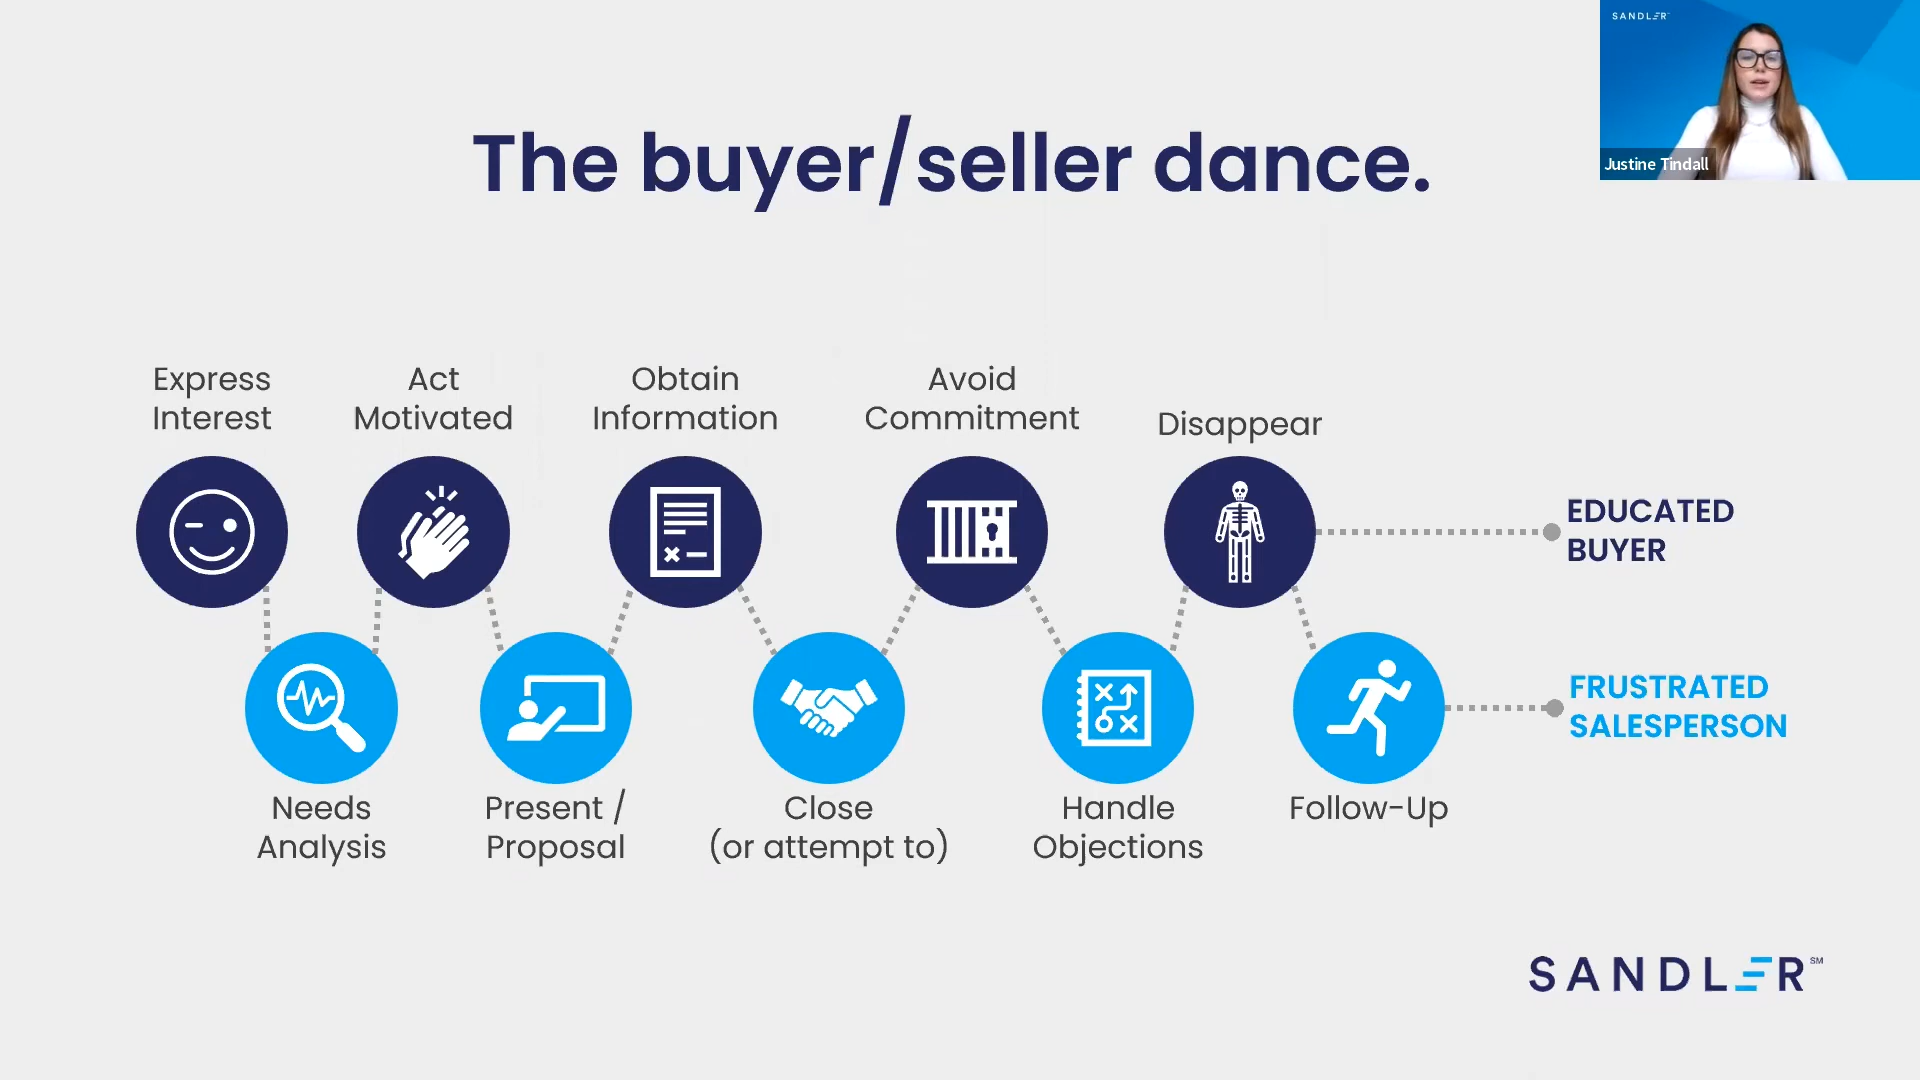 SANDLER
Justine Tindall
The buyer/seller dance.
Express
Interest
Act
Motivated
Obtain
Information
Avoid
Commitment
Disappear
EDUCATED
BUYER
FRUSTRATED
SALESPERSON
Needs
Analysis
Present /
Proposal
Close
(or attempt to)
Handle
Objections
Follow-Up
SANDLER℠